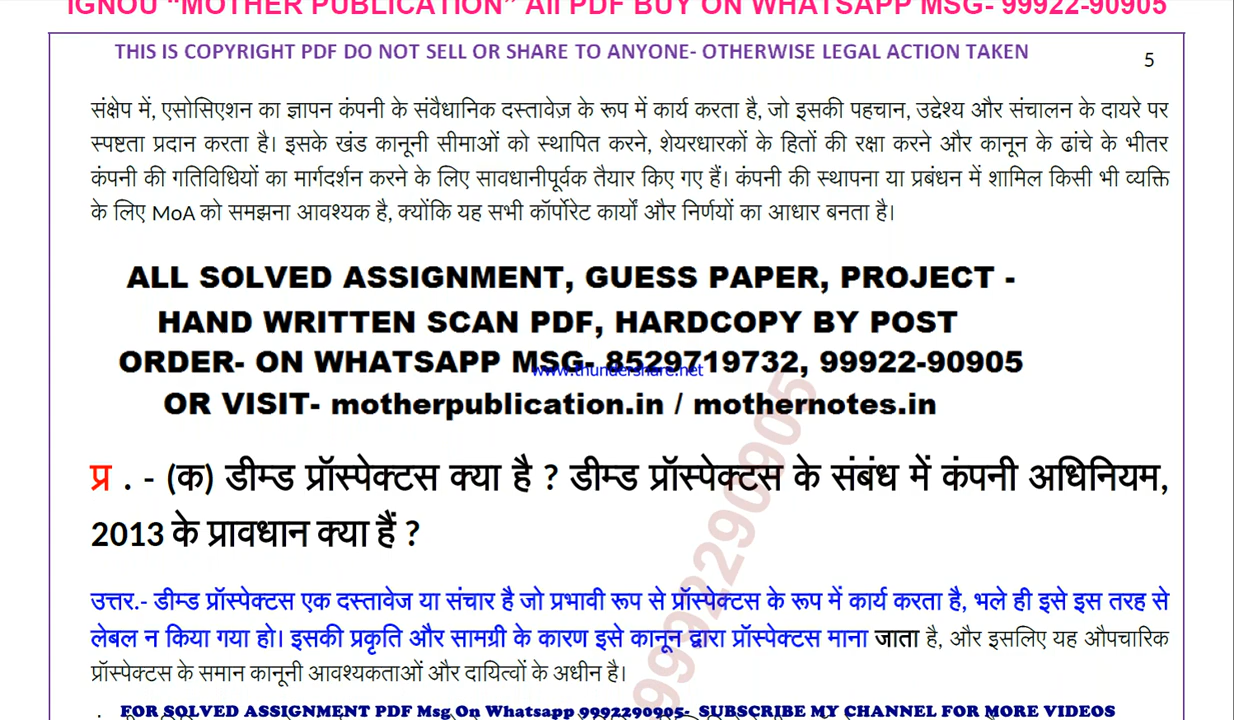 IGNOU “MOTHER PUBLICATION” All PDF BUY ON WHATSAPP MSG- 99922-90905
THIS IS COPYRIGHT PDF DO NOT SELL OR SHARE TO ANYONE- OTHERWISE LEGAL ACTION TAKEN
5
संक्षेप में, एसोसिएशन का ज्ञापन कंपनी के संवैधानिक दस्तावेज़ के रूप में कार्य करता है, जो इसकी पहचान, उद्देश्य और संचालन के दायरे पर
स्पष्टता प्रदान करता है। इसके खंड कानूनी सीमाओं को स्थापित करने, शेयरधारकों के हितों की रक्षा करने और कानून के ढांचे के भीतर
कंपनी की गतिविधियों का मार्गदर्शन करने के लिए सावधानीपूर्वक तैयार किए गए हैं। कंपनी की स्थापना या प्रबंधन में शामिल किसी भी व्यक्ति
के लिए MoA को समझना आवश्यक है, क्योंकि यह सभी कॉर्पोरेट कार्यों और निर्णयों का आधार बनता है।
ALL SOLVED ASSIGNMENT, GUESS PAPER, PROJECT -
HAND WRITTEN SCAN PDF, HARDCOPY BY POST
ORDER- ON WHATSAPP MSG- 8529719732, 99922-90905
www.thundershare.net
OR VISIT- motherpublication.in / mothernotes.in
प्र . - (क) डीम्ड प्रॉस्पेक्टस क्या है ? डीम्ड प्रॉस्पेक्टस के संबंध में कंपनी अधिनियम,
2013 के प्रावधान क्या हैं ?
उत्तर.- डीम्ड प्रॉस्पेक्टस एक दस्तावेज या संचार है जो प्रभावी रूप से प्रॉस्पेक्टस के रूप में कार्य करता है, भले ही इसे इस तरह से
लेबल न किया गया हो। इसकी प्रकृति और सामग्री के कारण इसे कानून द्वारा प्रॉस्पेक्टस माना जाता है, और इसलिए यह औपचारिक
प्रॉस्पेक्टस के समान कानूनी आवश्यकताओं और दायित्वों के अधीन है।
9992290905
FOR SOLVED ASSIGNMENT PDF Msg On Whatsapp 9992290905- SUBSCRIBE MY CHANNEL FOR MORE VIDEOS